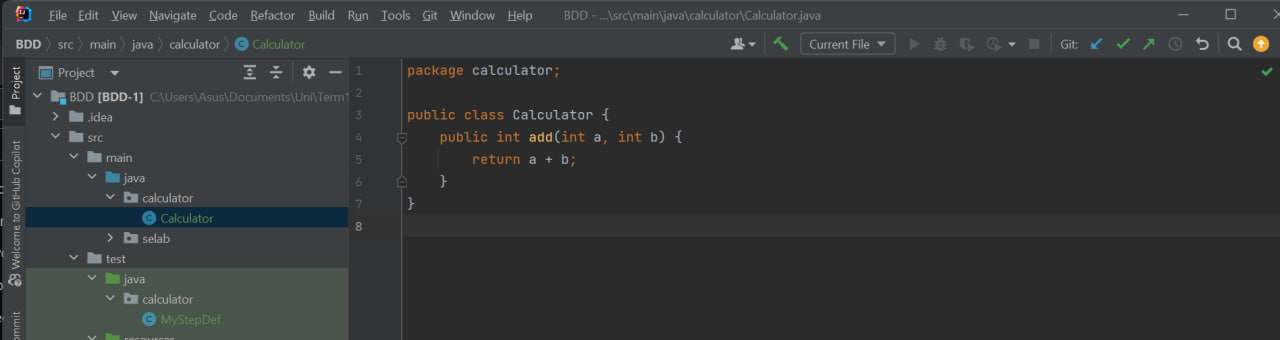 File Edit View Navigate Code Refactor Build Run Tools Git Window Help BDD - ...\src\main\java\calculator\Calculator.java
BDD src main java calculator Calculator Current File Git:
Project
Project
BDD [BDD-1] C:\Users\Asus\Documents\Uni\Term1
.idea
src
main
java
calculator
Calculator
selab
test
java
calculator
MyStepDef
resources
Welcome to GitHub Copilot
1 package calculator;
2
3 public class Calculator {
4 public int add(int a, int b) {
5 return a + b;
6 }
7 }
8